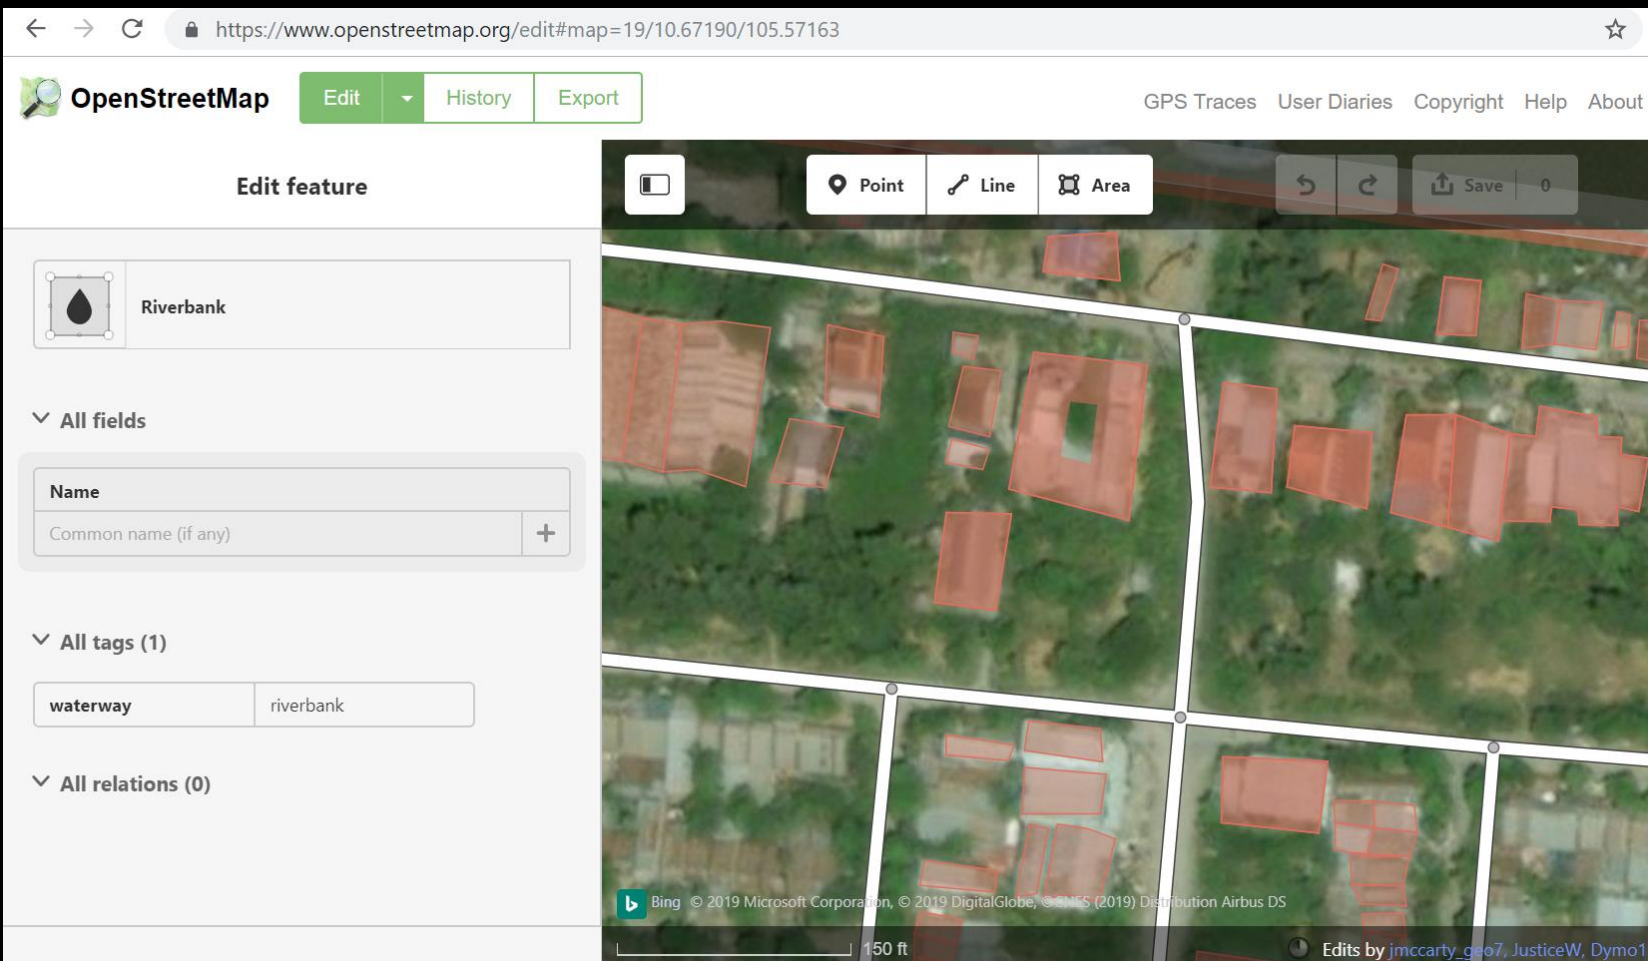 https://www.openstreetmap.org/edit#map=19/10.67190/105.57163
OpenStreetMap
Edit
History
Export
GPS Traces
User Diaries
Copyright
Help
About
Edit feature
Point
Line
Area
Save
0
Riverbank
All fields
Name
Common name (if any)
All tags (1)
waterway
riverbank
All relations (0)
Bing © 2019 Microsoft Corporation, © 2019 DigitalGlobe, ©CNES (2019) Distribution Airbus DS
150 ft
Edits by jmccarty_geo7, JusticeW, Dymo1